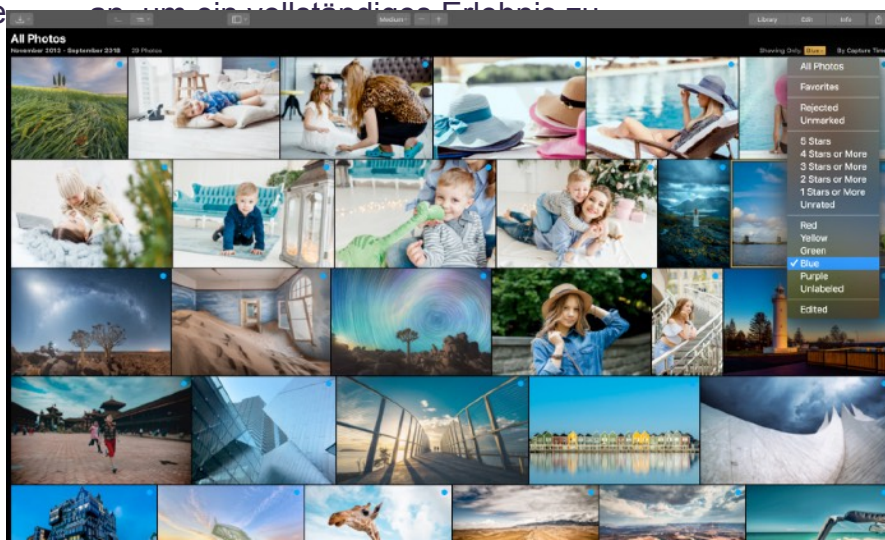 an, um ein vollständiges Erlebnis zu
Medium
Library Edit Info
All Photos
November 2013 - September 2018 29 Photos
Showing Only: Blue By Capture Time
All Photos
Favorites
Rejected
Unmarked
5 Stars
4 Stars or More
3 Stars or More
2 Stars or More
1 Stars or More
Unrated
Red
Yellow
Green
Blue
Purple
Unlabeled
Edited